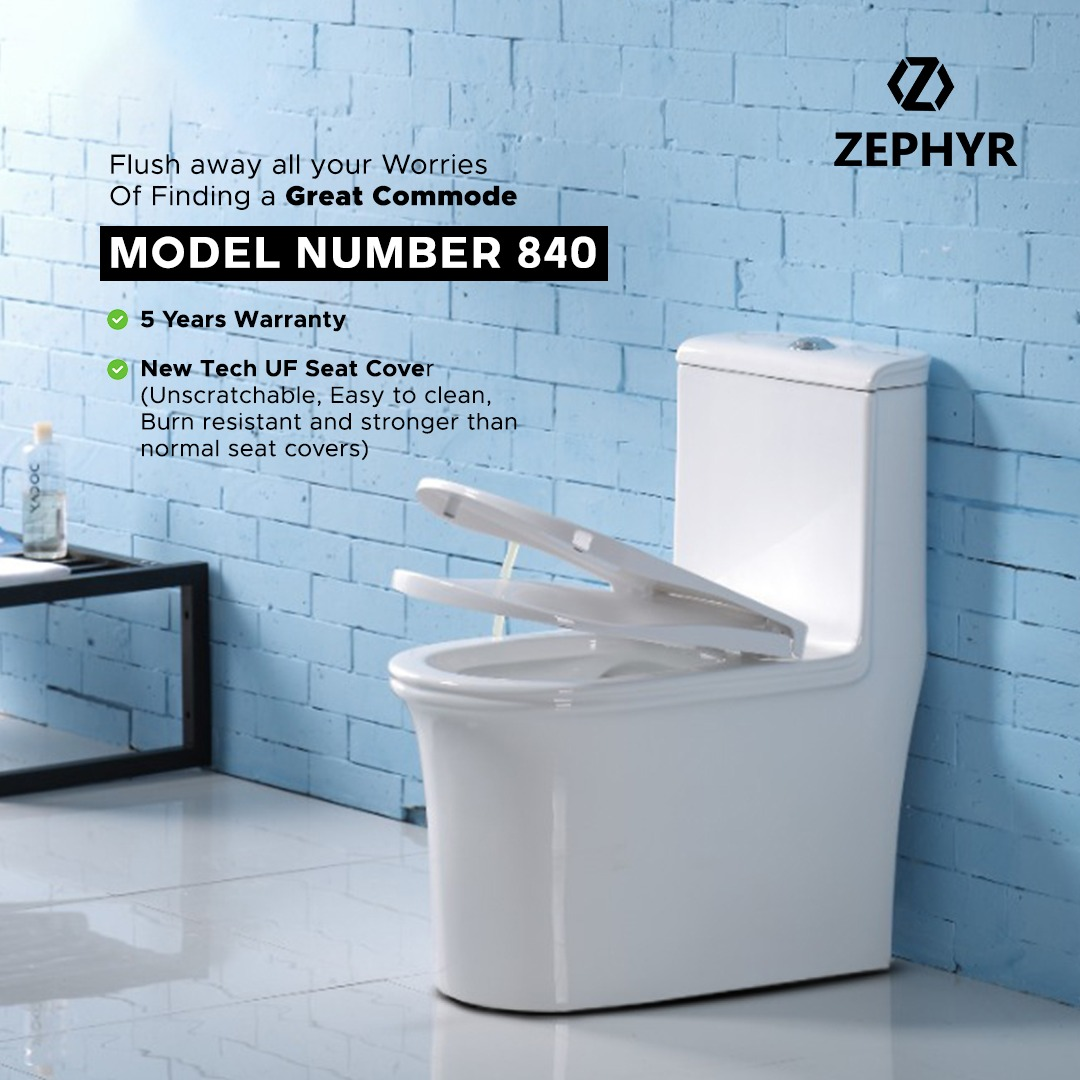 ZEPHYR
Flush away all your Worries
Of Finding a Great Commode
MODEL NUMBER 840
5 Years Warranty
New Tech UF Seat Cover
(Unscratchable, Easy to clean,
Burn resistant and stronger than
normal seat covers)